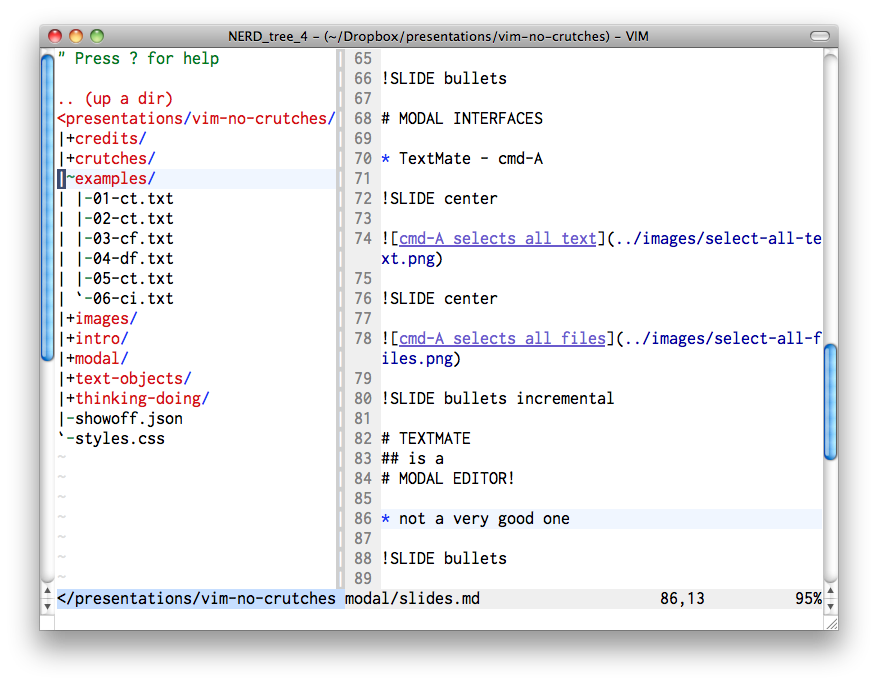 NERD_tree_4 – (~/Dropbox/presentations/vim-no-crutches) – VIM
" Press ? for help
.. (up a dir)
<presentations/vim-no-crutches/
|+credits/
|+crutches/
|~examples/
| |-01-ct.txt
| |-02-ct.txt
| |-03-cf.txt
| |-04-df.txt
| |-05-ct.txt
| `-06-ci.txt
|+images/
|+intro/
|+modal/
|+text-objects/
|+thinking-doing/
|-showoff.json
`-styles.css
~
~
~
~
~
~
~
</presentations/vim-no-crutches
65
66 !SLIDE bullets
67
68 # MODAL INTERFACES
69
70 * TextMate - cmd-A
71
72 !SLIDE center
73
74 ![cmd-A selects all text](../images/select-all-te
xt.png)
75
76 !SLIDE center
77
78 ![cmd-A selects all files](../images/select-all-f
iles.png)
79
80 !SLIDE bullets incremental
81
82 # TEXTMATE
83 ## is a
84 # MODAL EDITOR!
85
86 * not a very good one
87
88 !SLIDE bullets
89
modal/slides.md 86,13 95%